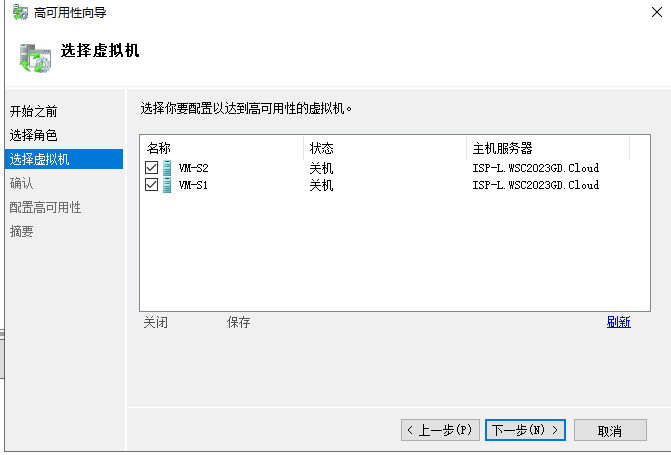 高可用性向导
选择虚拟机
开始之前
选择角色
选择虚拟机
确认
配置高可用性
摘要
选择你要配置以达到高可用性的虚拟机。
名称 状态 主机服务器
VM-S2 关机 ISP-L.WSC2023GD.Cloud
VM-S1 关机 ISP-L.WSC2023GD.Cloud
关闭 保存 刷新
< 上一步(P) 下一步(N) > 取消